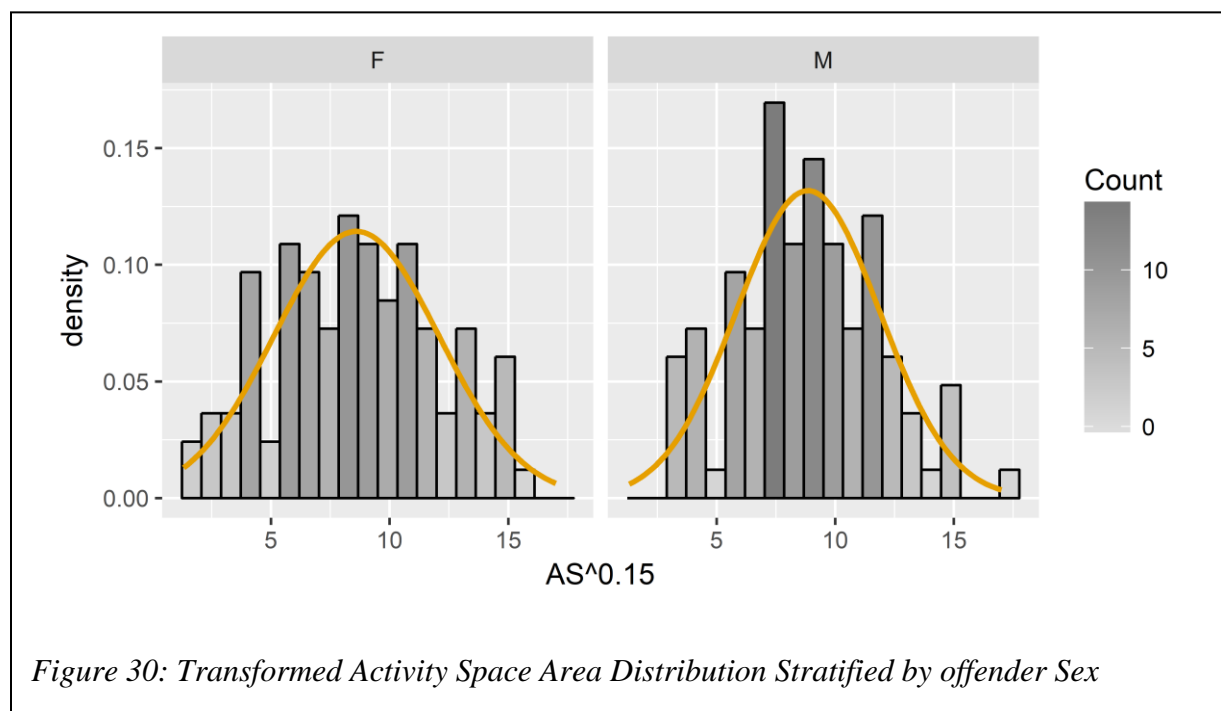 F
M
0.15
0.10
0.05
0.00
density
5
10
15
5
10
15
AS^0.15
Count
10
5
0
Figure 30: Transformed Activity Space Area Distribution Stratified by offender Sex